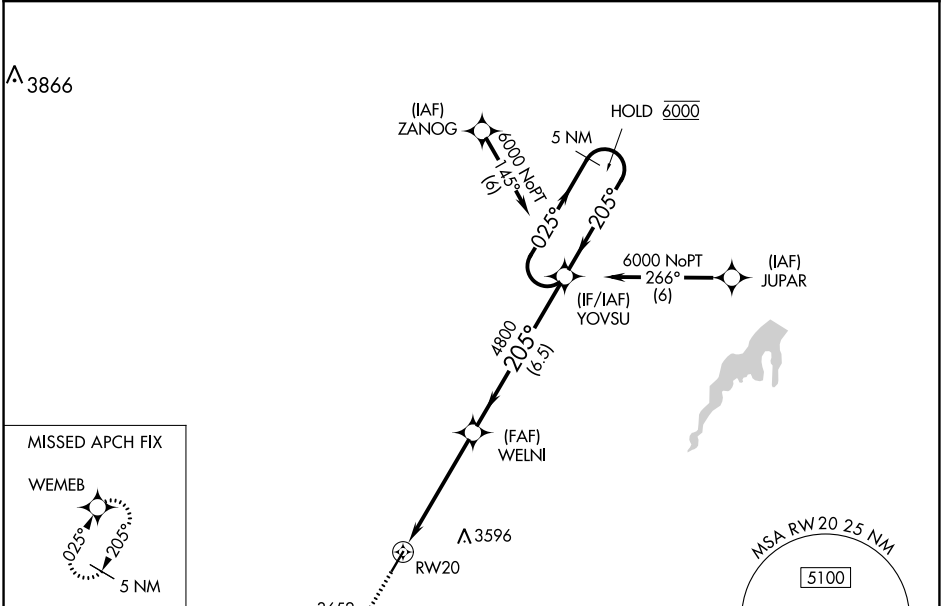 3866
(IAF)
ZANOG
6000 NoPT
145°
(6)
HOLD 6000
5 NM
025°
205°
6000 NoPT
266°
(6)
(IAF)
JUPAR
(IF/IAF)
YOVSU
4800
205°
(6.5)
(FAF)
WELNI
MISSED APCH FIX
WEMEB
025°
205°
5 NM
3596
RW20
MSA RW20 25 NM
5100